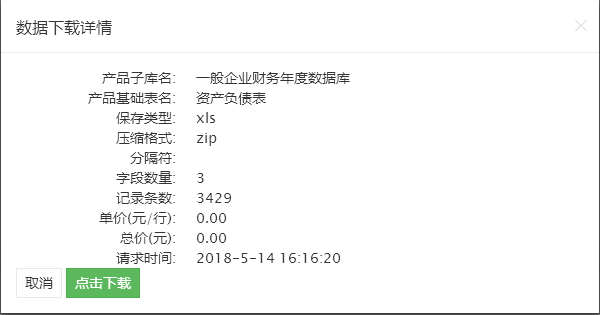 数据下载详情
产品子库名: 一般企业财务年度数据库
产品基础表名: 资产负债表
保存类型: xls
压缩格式: zip
分隔符:
字段数量: 3
记录条数: 3429
单价(元/行): 0.00
总价(元): 0.00
请求时间: 2018-5-14 16:16:20
取消 点击下载